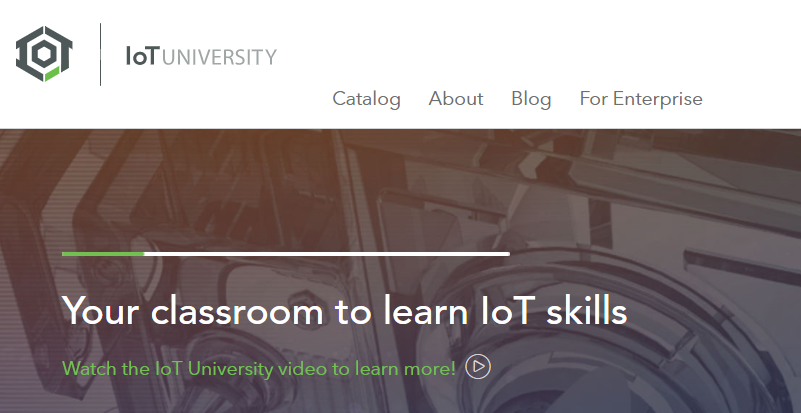 IoT
IoT UNIVERSITY
Catalog About Blog For Enterprise
Your classroom to learn IoT skills
Watch the IoT University video to learn more!